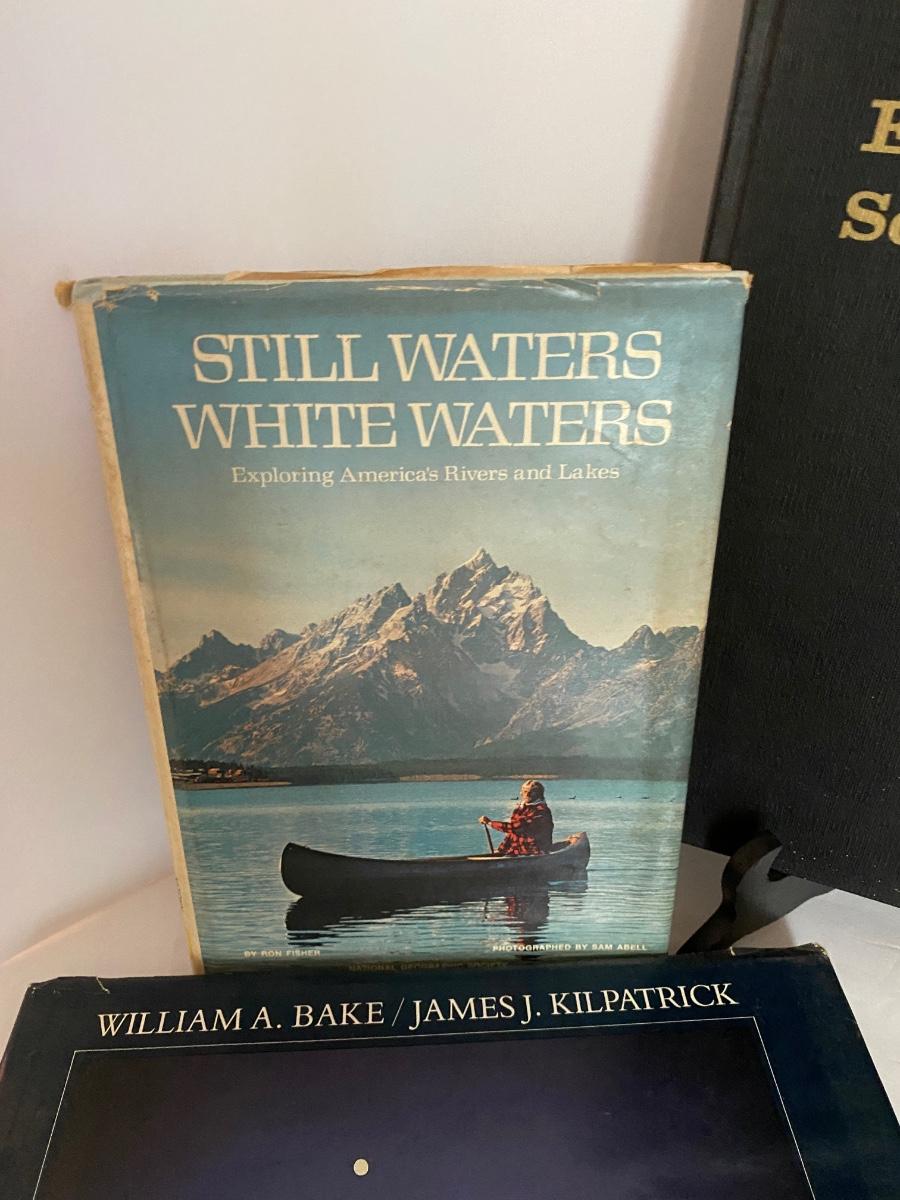 STILL WATERS
WHITE WATERS
Exploring America's Rivers and Lakes
BY RON FISHER
PHOTOGRAPHED BY SAM ABELL
NATIONAL GEOGRAPHIC SOCIETY
WILLIAM A. BAKE / JAMES J. KILPATRICK